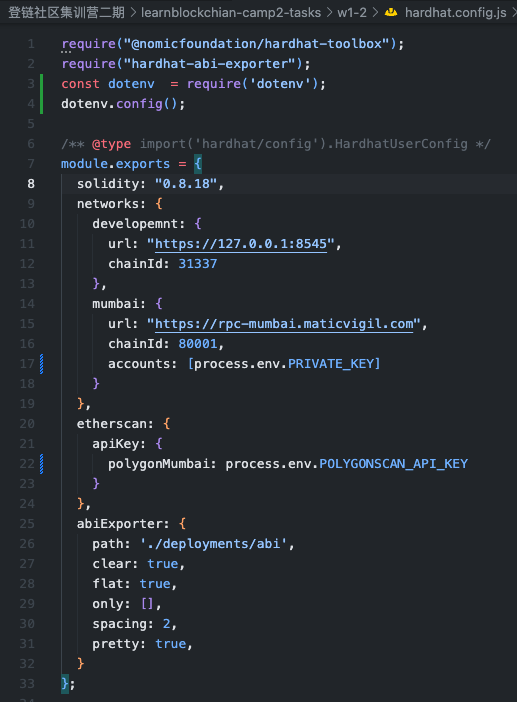 登链社区集训营二期 > learnblockchian-camp2-tasks > w1-2 > hardhat.config.js
1 require("@nomicfoundation/hardhat-toolbox");
2 require("hardhat-abi-exporter");
3 const dotenv  = require('dotenv');
4 dotenv.config();
5
6 /** @type import('hardhat/config').HardhatUserConfig */
7 module.exports = {
8   solidity: "0.8.18",
9   networks: {
10     developemnt: {
11       url: "https://127.0.0.1:8545",
12       chainId: 31337
13     },
14     mumbai: {
15       url: "https://rpc-mumbai.maticvigil.com",
16       chainId: 80001,
17       accounts: [process.env.PRIVATE_KEY]
18     }
19   },
20   etherscan: {
21     apiKey: {
22       polygonMumbai: process.env.POLYGONSCAN_API_KEY
23     }
24   },
25   abiExporter: {
26     path: './deployments/abi',
27     clear: true,
28     flat: true,
29     only: [],
30     spacing: 2,
31     pretty: true,
32   }
33 };
34